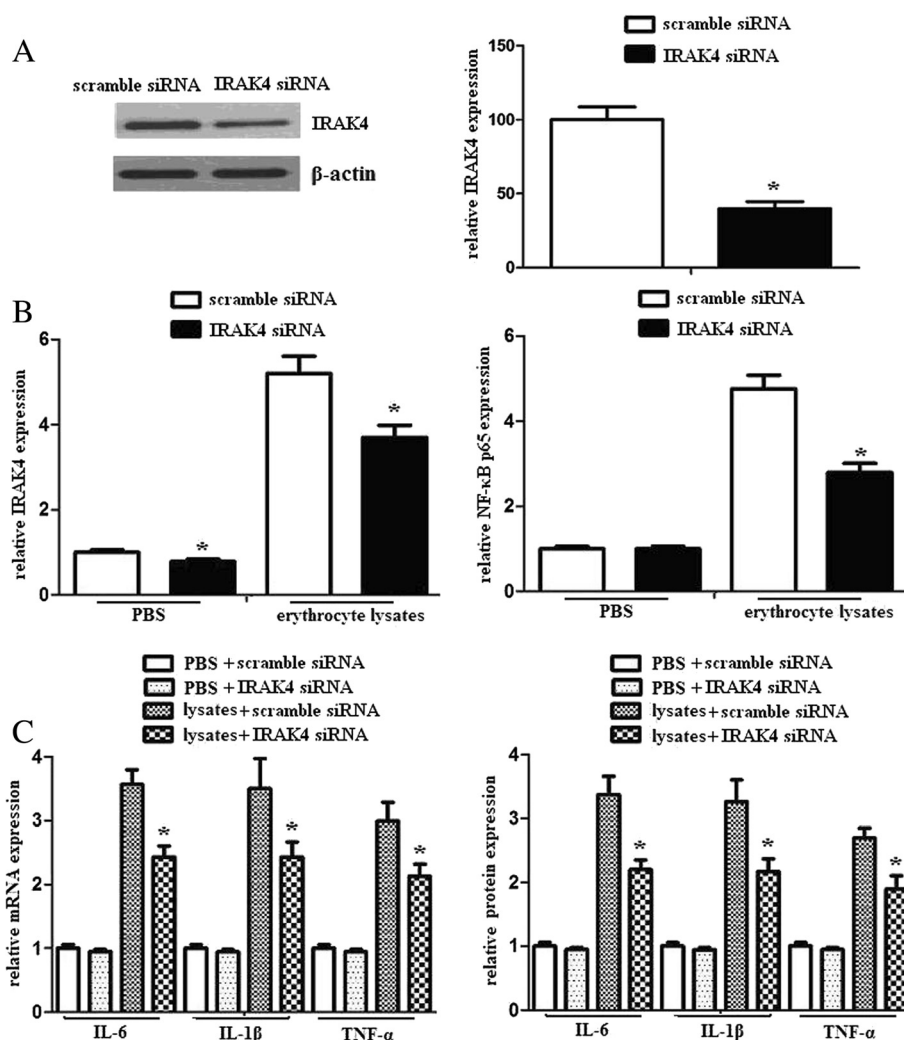 A
scramble siRNA IRAK4 siRNA
IRAK4
β-actin
scramble siRNA
IRAK4 siRNA
relative IRAK4 expression
150
100
50
0
*
B
scramble siRNA
IRAK4 siRNA
relative IRAK4 expression
6
4
2
0
*
*
PBS
erythrocyte lysates
scramble siRNA
IRAK4 siRNA
relative NF-κB p65 expression
6
4
2
0
*
PBS
erythrocyte lysates
C
PBS + scramble siRNA
PBS + IRAK4 siRNA
lysates+scramble siRNA
lysates+IRAK4 siRNA
relative mRNA expression
4
3
2
1
0
*
*
*
IL-6
IL-1β
TNF-α
PBS + scramble siRNA
PBS + IRAK4 siRNA
lysates+scramble siRNA
lysates+IRAK4 siRNA
relative protein expression
4
3
2
1
0
*
*
*
IL-6
IL-1β
TNF-α